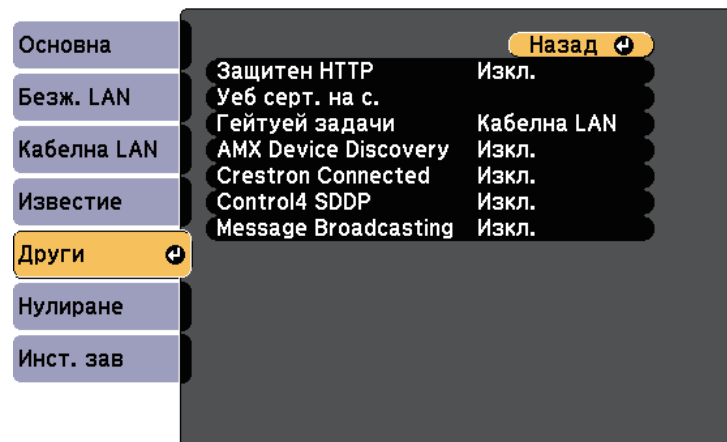 Основна
Безж. LAN
Кабелна LAN
Известие
Други
Нулиране
Инст. зав
Назад
Защитен HTTP Изкл.
Уеб серт. на с.
Гейтуей задачи Кабелна LAN
AMX Device Discovery Изкл.
Crestron Connected Изкл.
Control4 SDDP Изкл.
Message Broadcasting Изкл.